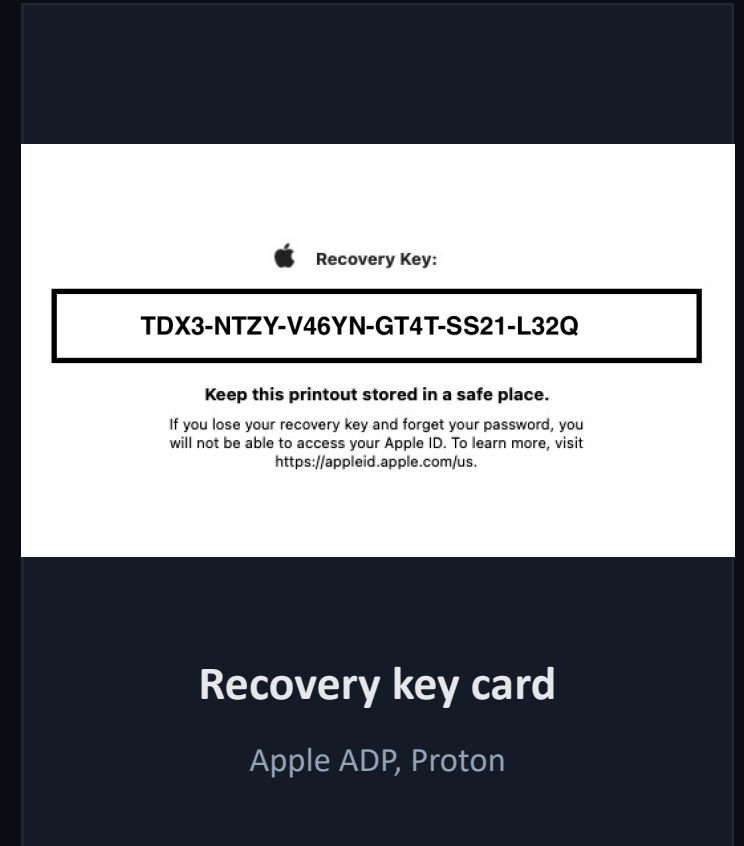 Recovery Key:
TDX3-NTZY-V46YN-GT4T-SS21-L32Q
Keep this printout stored in a safe place.
If you lose your recovery key and forget your password, you
will not be able to access your Apple ID. To learn more, visit
https://appleid.apple.com/us.
Recovery key card
Apple ADP, Proton